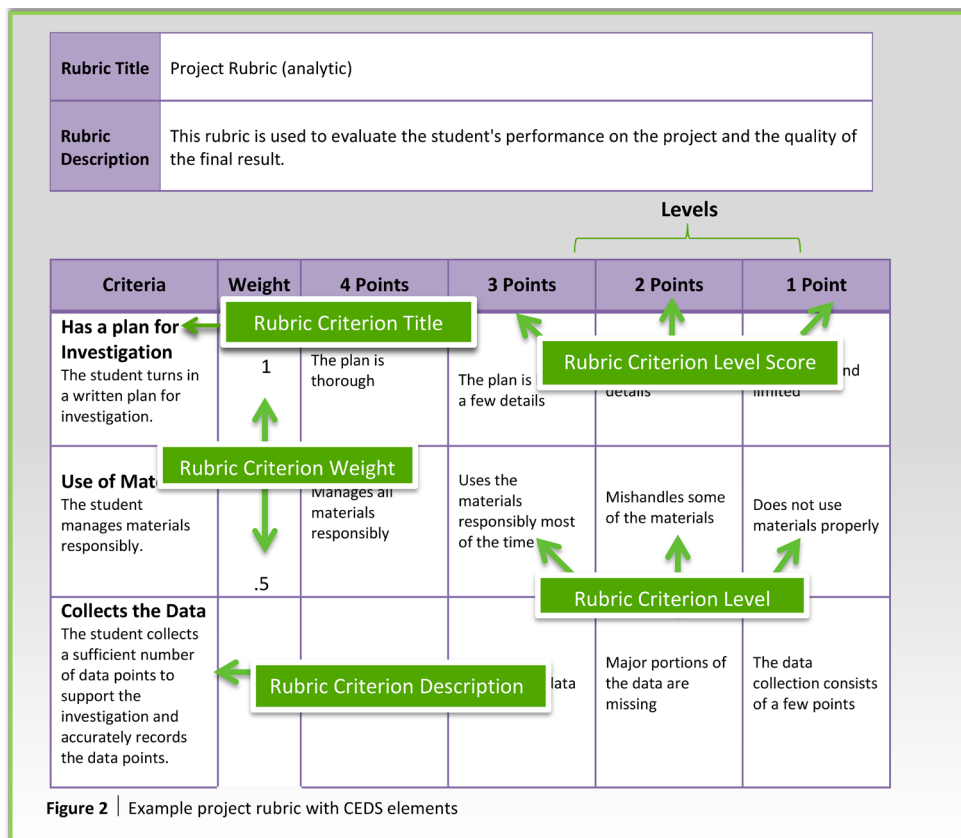 Rubric Title
Project Rubric (analytic)
Rubric
Description
This rubric is used to evaluate the student's performance on the project and the quality of
the final result.
Levels
Criteria
Weight
4 Points
3 Points
2 Points
1 Point
Has a plan for
Investigation
The student turns in
a written plan for
investigation.
Rubric Criterion Title
1
The plan is
thorough
The plan is
a few details
details
limited
Rubric Criterion Level Score
Rubric Criterion Weight
Use of
The student
manages materials
responsibly.
.5
Manages all
materials
responsibly
Uses the
materials
responsibly most
of the time
Mishandles some
of the materials
Does not use
materials properly
Rubric Criterion Level
Collects the Data
The student collects
a sufficient number
of data points to
support the
investigation and
accurately records
the data points.
Rubric Criterion Description
data
Major portions of
the data are
missing
The data
collection consists
of a few points
Figure 2 | Example project rubric with CEDS elements